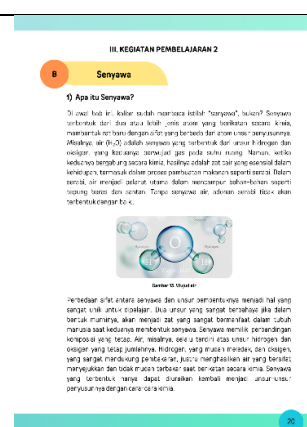 III. KEGIATAN PEMBELAJARAN 2
B
Senyawa
1) Apa itu Senyawa?
Di awal bab ini, kalian sudah membaca istilah "senyawa", bukan? Senyawa
terbentuk dari dua atau lebih jenis atom yang berikatan secara kimia,
membentuk zat baru dengan sifat yang berbeda dari atom unsur penyusunnya.
Misalnya, air (H₂O) adalah senyawa yang terbentuk dari unsur hidrogen dan
oksigen, yang keduanya berwujud gas pada suhu ruang. Namun, ketika
keduanya bergabung secara kimia, hasilnya adalah zat cair yang esensial dalam
kehidupan, termasuk dalam proses pembuatan makanan seperti serabi. Dalam
serabi, air menjadi pelarut utama dalam mencampur bahan-bahan seperti
tepung beras dan santan. Tanpa senyawa air, adonan serabi tidak akan
terbentuk dengan baik.
O
H
Gambar 13. Wujud air
Perbedaan sifat antara senyawa dan unsur pembentuknya menjadi hal yang
sangat unik untuk dipelajari. Dua unsur yang sangat berbahaya jika dalam
bentuk murninya, akan menjadi zat yang sangat bermanfaat dalam tubuh
manusia saat keduanya membentuk senyawa. Senyawa memiliki perbandingan
komposisi yang tetap. Air, misalnya, selalu terdiri atas unsur hidrogen dan
oksigen yang tetap jumlahnya. Hidrogen, yang mudah meledak, dan oksigen,
yang sangat mendukung pembakaran, justru menghasilkan air yang bersifat
menyejukkan dan tidak mudah terbakar saat berikatan secara kimia. Senyawa
yang terbentuk hanya dapat diuraikan kembali menjadi unsur-unsur
penyusunnya dengan cara-cara kimia.
20